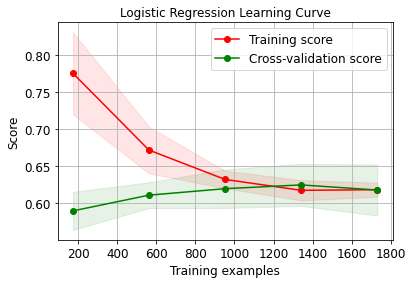 Logistic Regression Learning Curve
Training score
Cross-validation score
Score
0.80
0.75
0.70
0.65
0.60
200 400 600 800 1000 1200 1400 1600 1800
Training examples